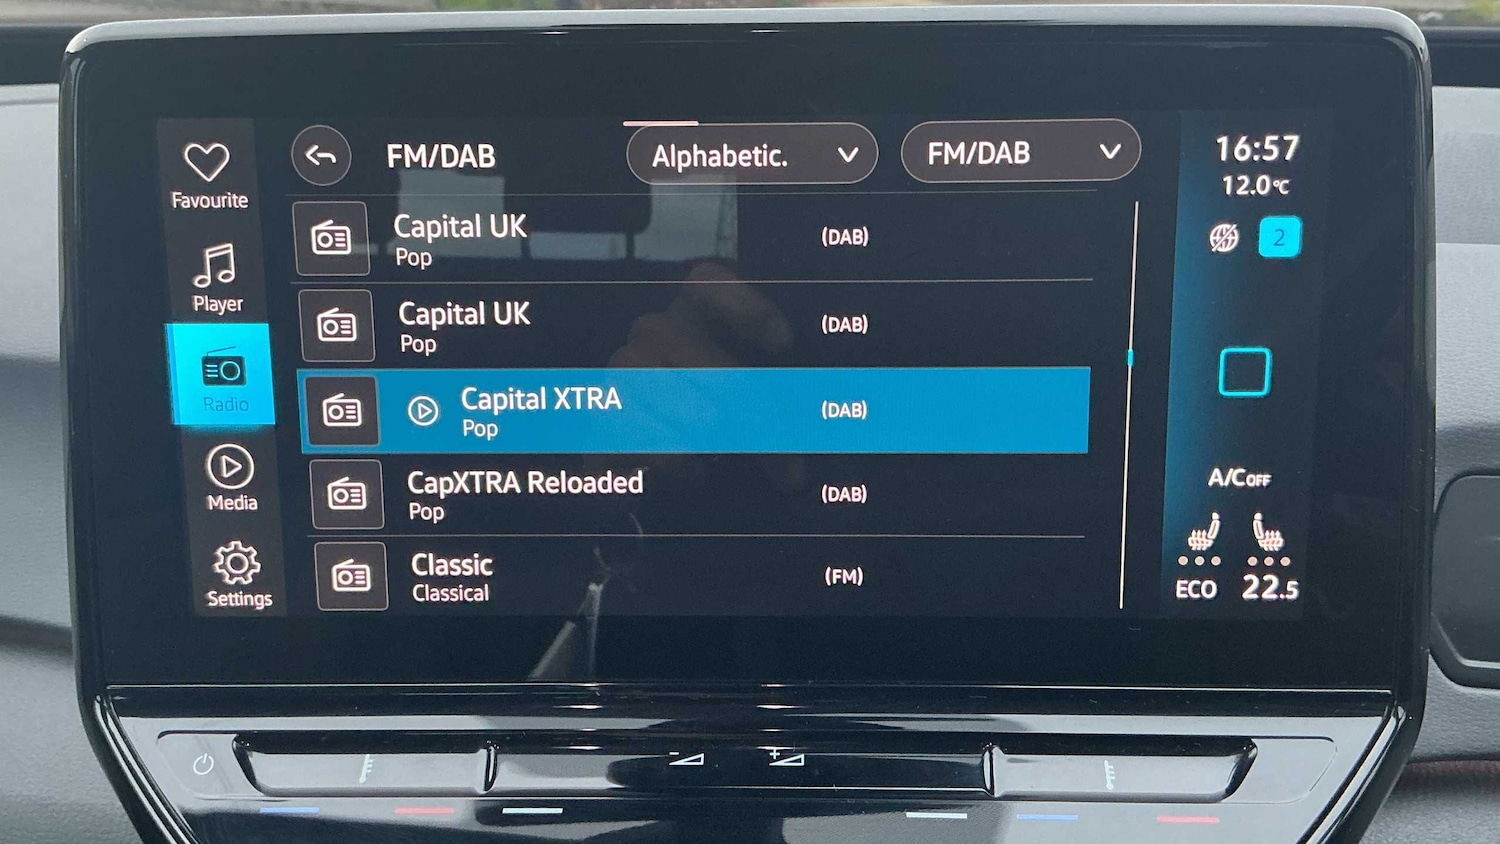 Favourite
Player
Radio
Media
Settings
FM/DAB
Alphabetic.
FM/DAB
Capital UK
Pop
(DAB)
Capital UK
Pop
(DAB)
Capital XTRA
Pop
(DAB)
CapXTRA Reloaded
Pop
(DAB)
Classic
Classical
(FM)
16:57
12.0°C
2
A/C OFF
ECO
22.5
- +